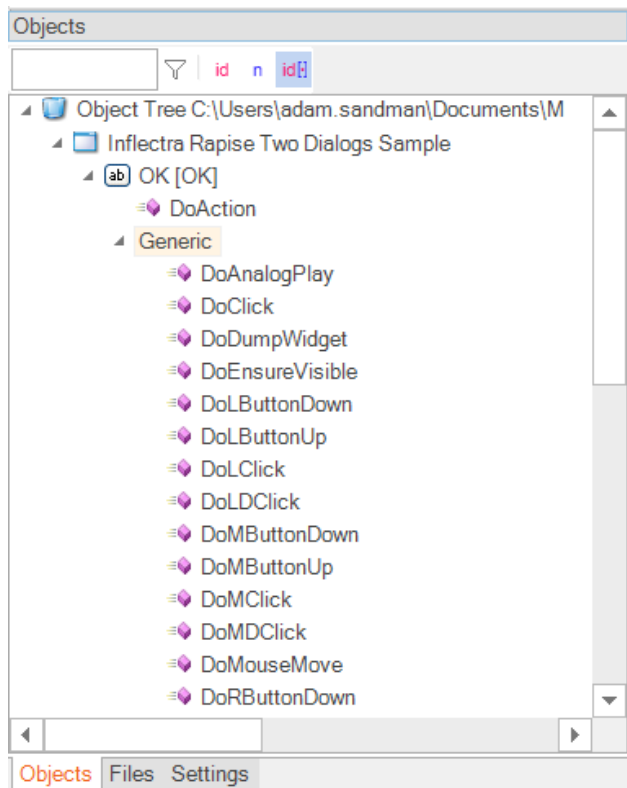 Objects
id n id[·]
Object Tree C:\Users\adam.sandman\Documents\M
Inflectra Rapise Two Dialogs Sample
ab OK [OK]
DoAction
Generic
DoAnalogPlay
DoClick
DoDumpWidget
DoEnsureVisible
DoLButtonDown
DoLButtonUp
DoLClick
DoLDClick
DoMButtonDown
DoMButtonUp
DoMClick
DoMDClick
DoMouseMove
DoRButtonDown
Objects Files Settings